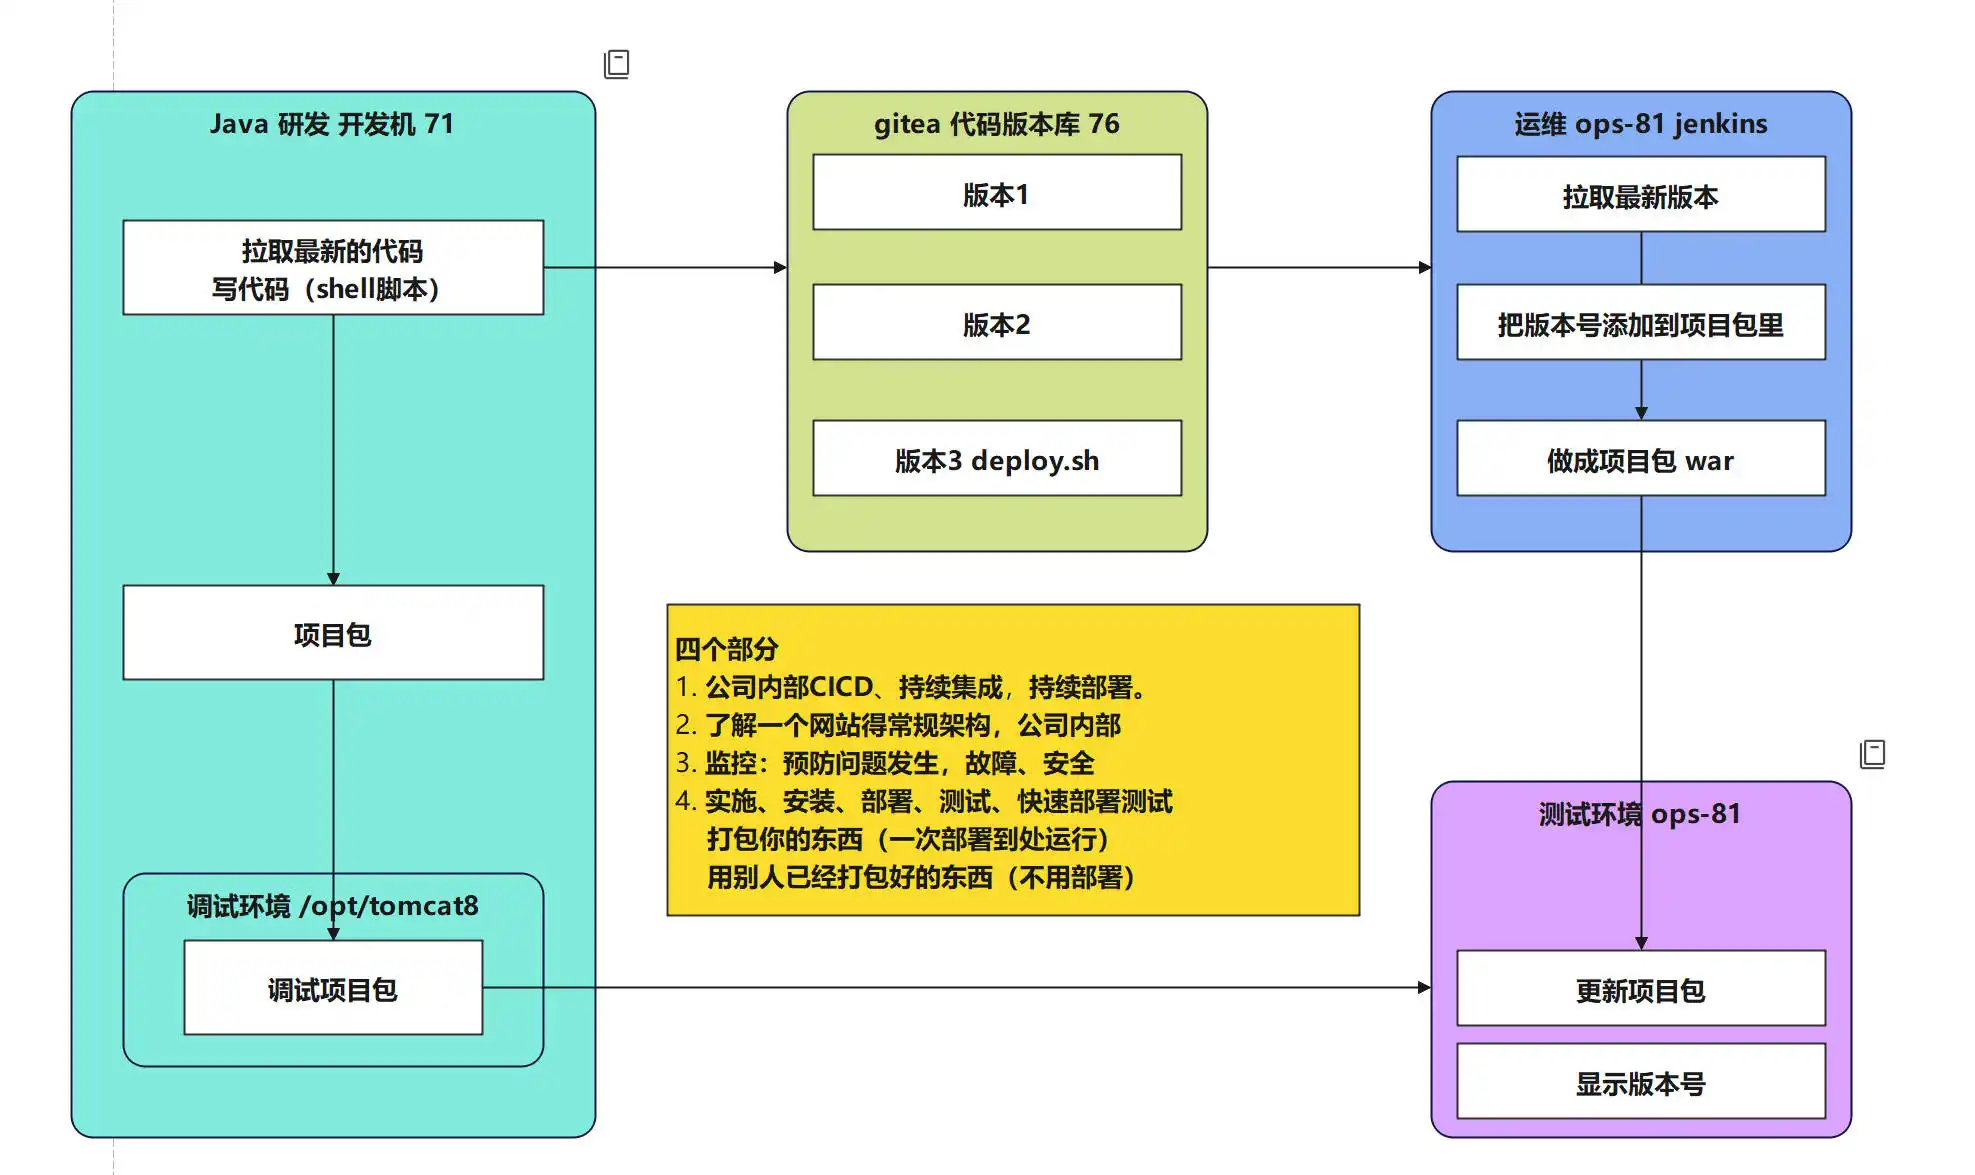 Java 研发 开发机 71
拉取最新的代码
写代码（shell脚本）
项目包
调试环境 /opt/tomcat8
调试项目包
gitea 代码版本库 76
版本1
版本2
版本3 deploy.sh
运维 ops-81 jenkins
拉取最新版本
把版本号添加到项目包里
做成项目包 war
四个部分
1. 公司内部CICD、持续集成，持续部署。
2. 了解一个网站得常规架构，公司内部
3. 监控：预防问题发生，故障、安全
4. 实施、安装、部署、测试、快速部署测试
打包你的东西（一次部署到处运行）
用别人已经打包好的东西（不用部署）
测试环境 ops-81
更新项目包
显示版本号